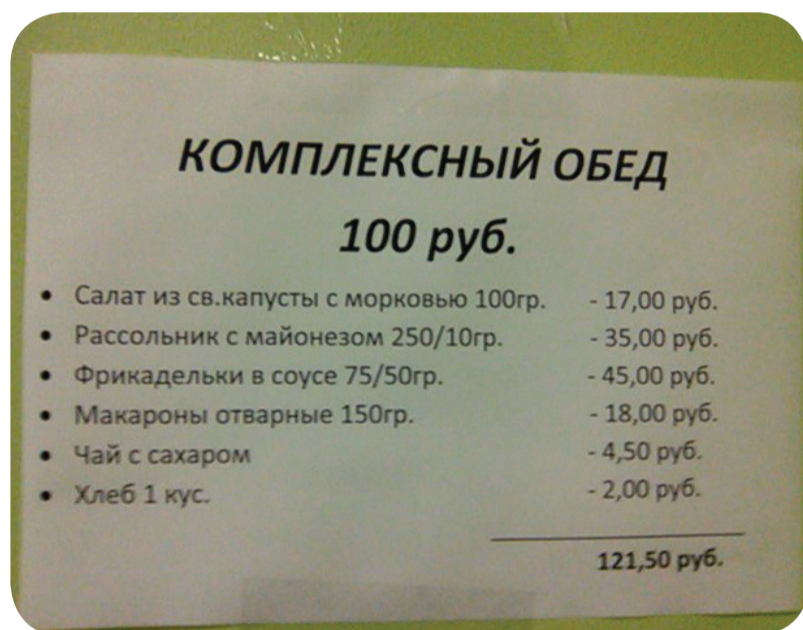 КОМПЛЕКСНЫЙ ОБЕД
100 руб.
• Салат из св.капусты с морковью 100гр. - 17,00 руб.
• Рассольник с майонезом 250/10гр. - 35,00 руб.
• Фрикадельки в соусе 75/50гр. - 45,00 руб.
• Макароны отварные 150гр. - 18,00 руб.
• Чай с сахаром - 4,50 руб.
• Хлеб 1 кус. - 2,00 руб.
121,50 руб.